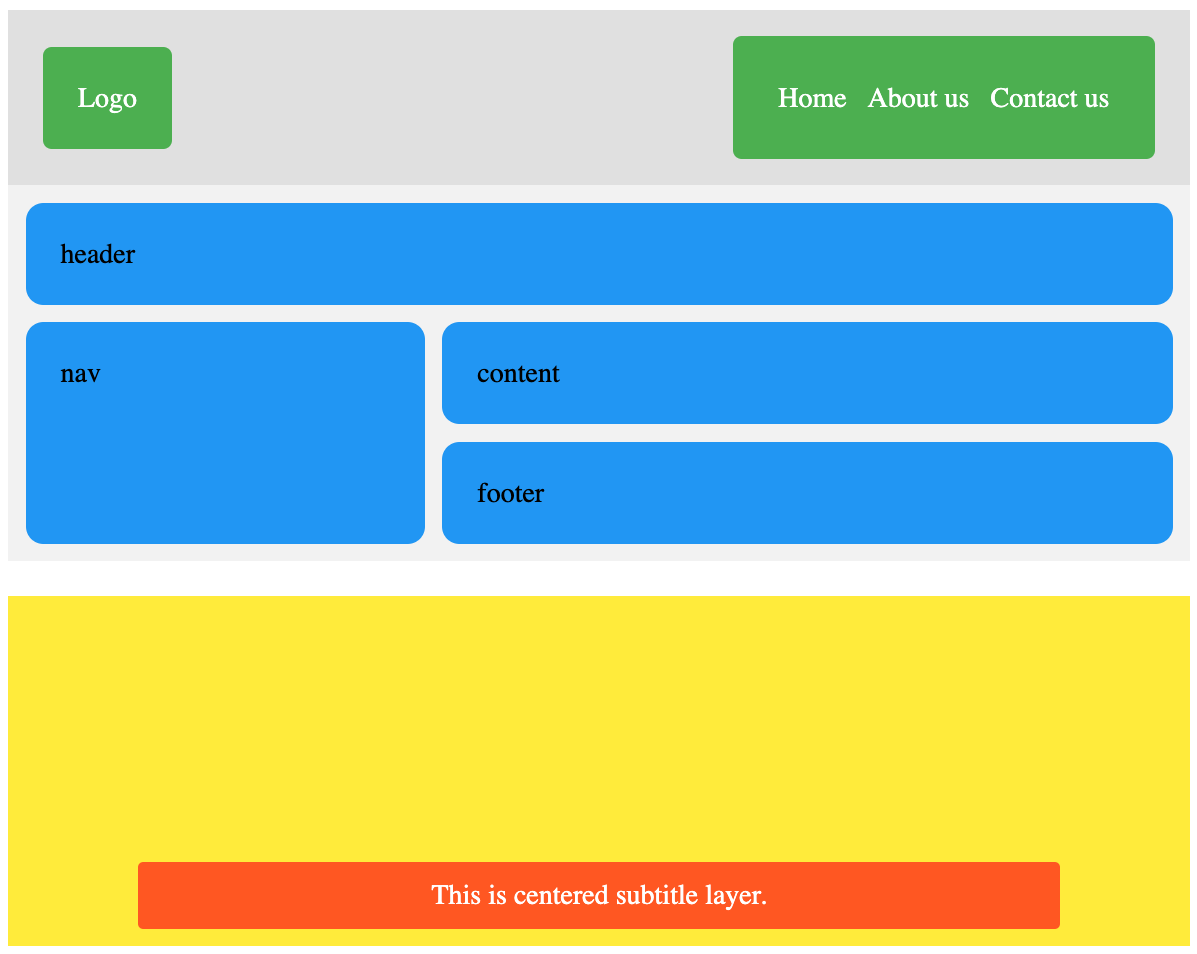 Logo
Home About us Contact us
header
nav
content
footer
This is centered subtitle layer.